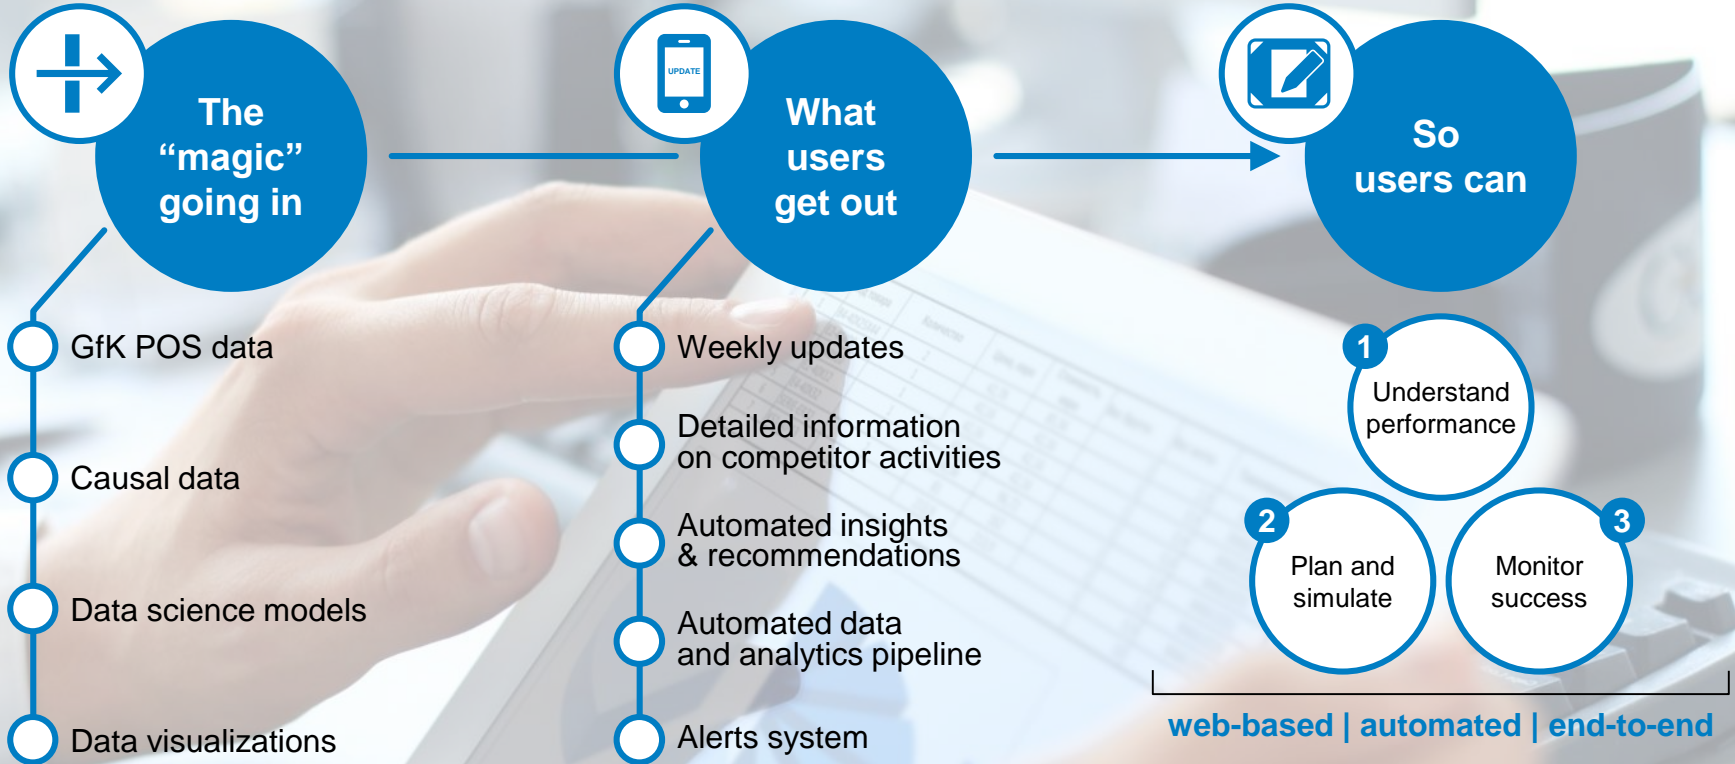 The
“magic”
going in
UPDATE
What
users
get out
So
users can
GfK POS data
Causal data
Data science models
Data visualizations
Weekly updates
Detailed information
on competitor activities
Automated insights
& recommendations
Automated data
and analytics pipeline
Alerts system
1
Understand
performance
2
Plan and
simulate
3
Monitor
success
web-based | automated | end-to-end